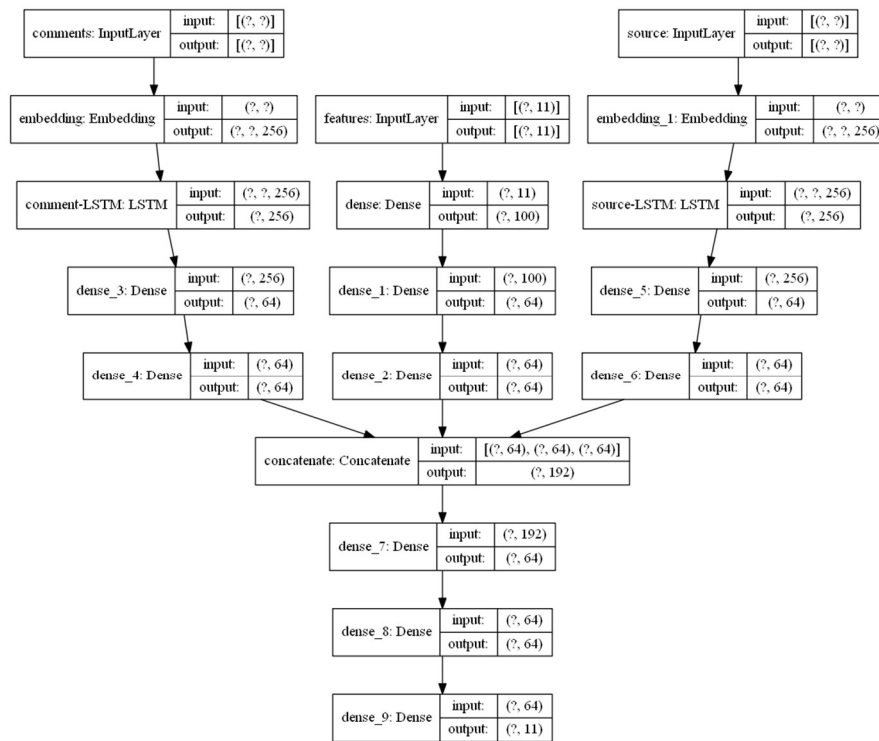 comments: InputLayer input: [(?, ?)]
output: [(?, ?)]
source: InputLayer input: [(?, ?)]
output: [(?, ?)]
embedding: Embedding input: (?, ?)
output: (?, ?, 256)
features: InputLayer input: [(?, 11)]
output: [(?, 11)]
embedding_1: Embedding input: (?, ?)
output: (?, ?, 256)
comment-LSTM: LSTM input: (?, ?, 256)
output: (?, 256)
dense: Dense input: (?, 11)
output: (?, 100)
source-LSTM: LSTM input: (?, ?, 256)
output: (?, 256)
dense_3: Dense input: (?, 256)
output: (?, 64)
dense_1: Dense input: (?, 100)
output: (?, 64)
dense_5: Dense input: (?, 256)
output: (?, 64)
dense_4: Dense input: (?, 64)
output: (?, 64)
dense_2: Dense input: (?, 64)
output: (?, 64)
dense_6: Dense input: (?, 64)
output: (?, 64)
concatenate: Concatenate input: [(?, 64), (?, 64), (?, 64)]
output: (?, 192)
dense_7: Dense input: (?, 192)
output: (?, 64)
dense_8: Dense input: (?, 64)
output: (?, 64)
dense_9: Dense input: (?, 64)
output: (?, 11)